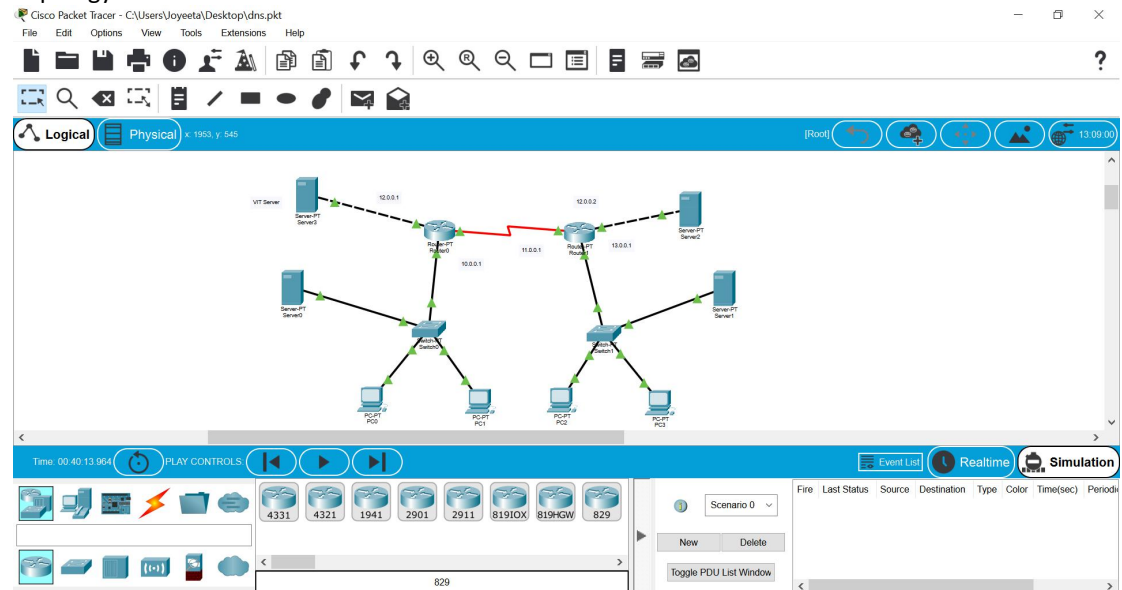 Cisco Packet Tracer - C:\Users\Joyeeta\Desktop\dns.pkt
File Edit Options View Tools Extensions Help
?
Logical Physical x: 1953, y: 545 [Root] 13:09:00
VIT Server
Server-PT
Server3
12.0.0.1
12.0.0.2
Server-PT
Server2
Router-PT
Router0
11.0.0.1
Router-PT
Router1
13.0.0.1
10.0.0.1
Server-PT
Server0
Server-PT
Server1
Switch-PT
Switch0
Switch-PT
Switch1
PC-PT
PC0
PC-PT
PC1
PC-PT
PC2
PC-PT
PC3
Time: 00:40:13.964 PLAY CONTROLS: Event List Realtime Simulation
4331 4321 1941 2901 2911 819IOX 819HGW 829
829
Scenario 0
New Delete
Toggle PDU List Window
Fire Last Status Source Destination Type Color Time(sec) Periodi